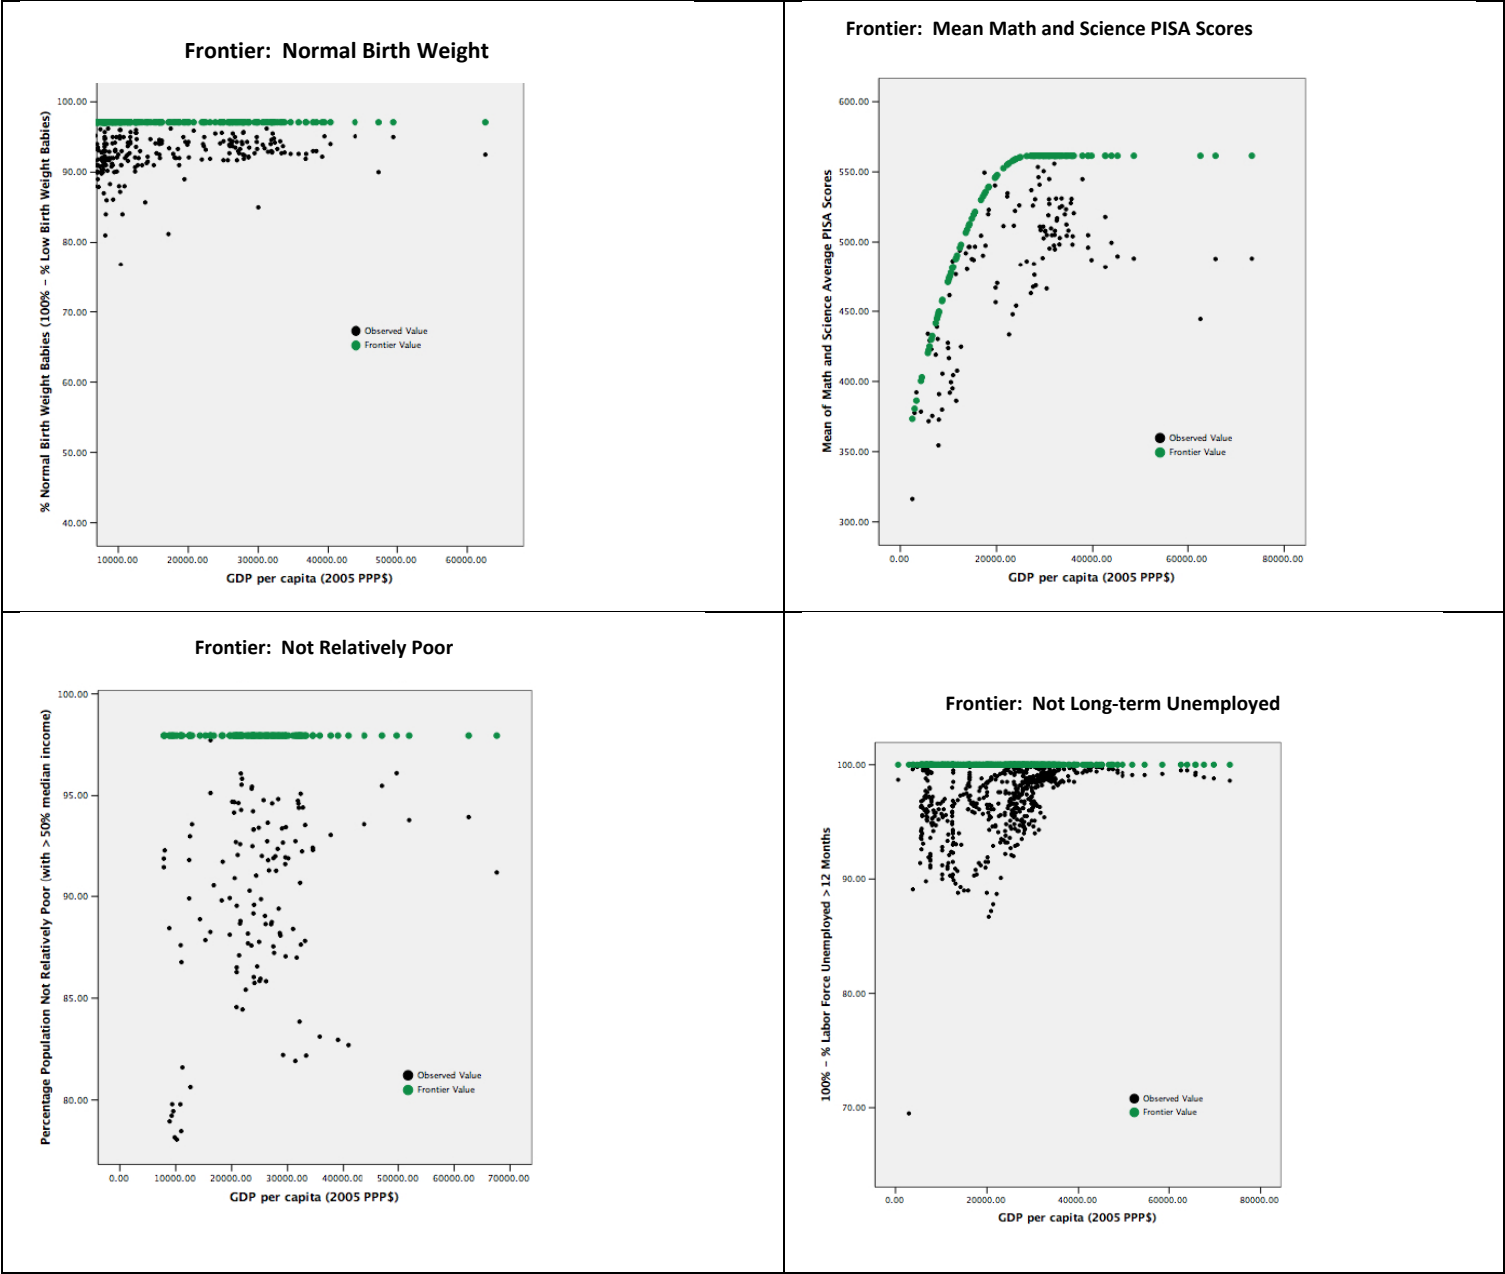 Frontier:  Normal Birth Weight
% Normal Birth Weight Babies (100% - % Low Birth Weight Babies)
100.00
90.00
80.00
70.00
60.00
50.00
40.00
Observed Value
Frontier Value
10000.00 20000.00 30000.00 40000.00 50000.00 60000.00
GDP per capita (2005 PPP$)
Frontier:  Mean Math and Science PISA Scores
Mean of Math and Science Average PISA Scores
600.00
550.00
500.00
450.00
400.00
350.00
300.00
Observed Value
Frontier Value
0.00 20000.00 40000.00 60000.00 80000.00
GDP per capita (2005 PPP$)
Frontier:  Not Relatively Poor
Percentage Population Not Relatively Poor (with >50% median income)
100.00
95.00
90.00
85.00
80.00
Observed Value
Frontier Value
0.00 10000.00 20000.00 30000.00 40000.00 50000.00 60000.00 70000.00
GDP per capita (2005 PPP$)
Frontier:  Not Long-term Unemployed
100% - % Labor Force Unemployed >12 Months
100.00
90.00
80.00
70.00
Observed Value
Frontier Value
0.00 20000.00 40000.00 60000.00 80000.00
GDP per capita (2005 PPP$)